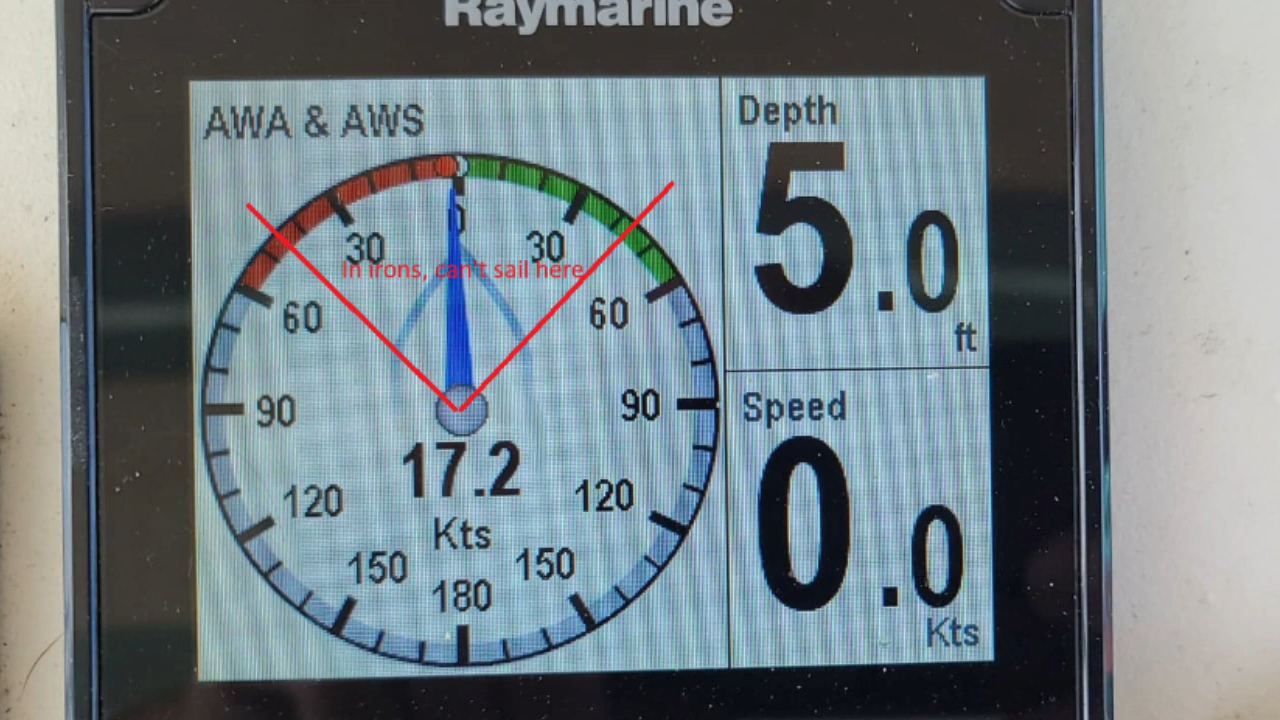 Raymarine
AWA & AWS
0
30
30
In irons, can't sail here
60
60
90
90
17.2
Kts
120
120
150
150
180
Depth
5.0
ft
Speed
0.0
Kts